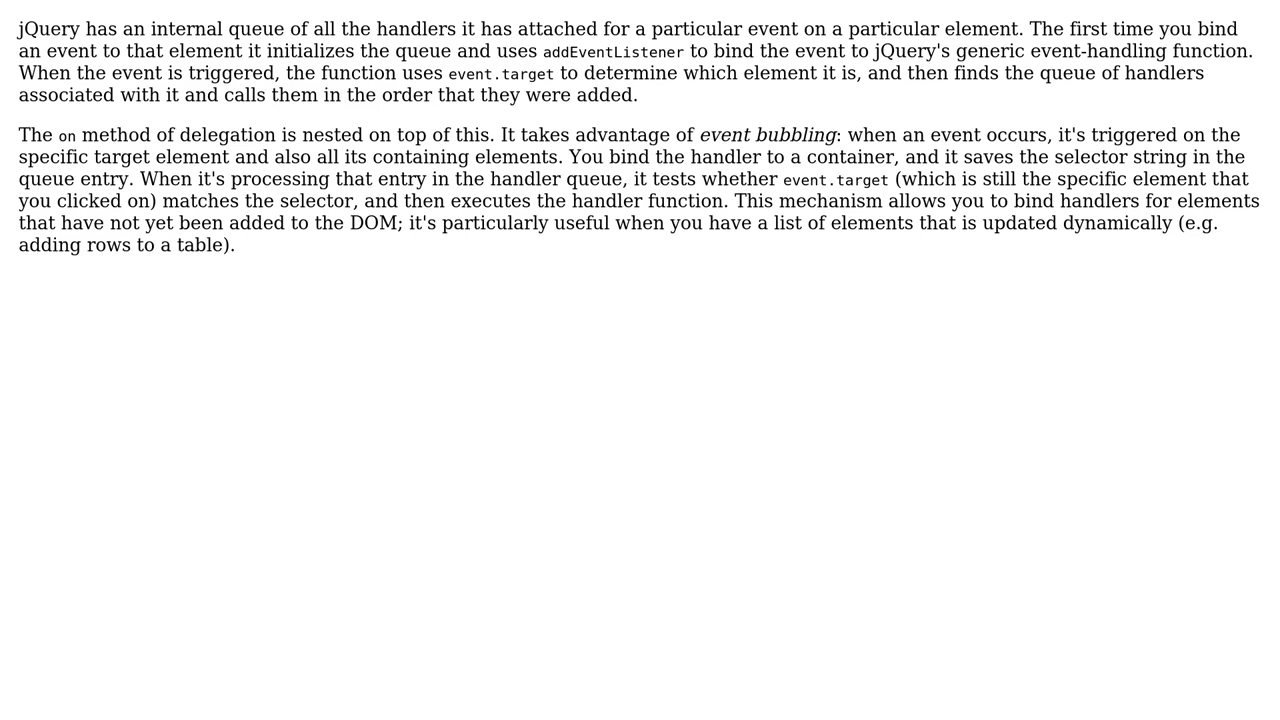 jQuery has an internal queue of all the handlers it has attached for a particular event on a particular element. The first time you bind
an event to that element it initializes the queue and uses addEventListener to bind the event to jQuery's generic event-handling function.
When the event is triggered, the function uses event.target to determine which element it is, and then finds the queue of handlers
associated with it and calls them in the order that they were added.
The on method of delegation is nested on top of this. It takes advantage of event bubbling: when an event occurs, it's triggered on the
specific target element and also all its containing elements. You bind the handler to a container, and it saves the selector string in the
queue entry. When it's processing that entry in the handler queue, it tests whether event.target (which is still the specific element that
you clicked on) matches the selector, and then executes the handler function. This mechanism allows you to bind handlers for elements
that have not yet been added to the DOM; it's particularly useful when you have a list of elements that is updated dynamically (e.g.
adding rows to a table).